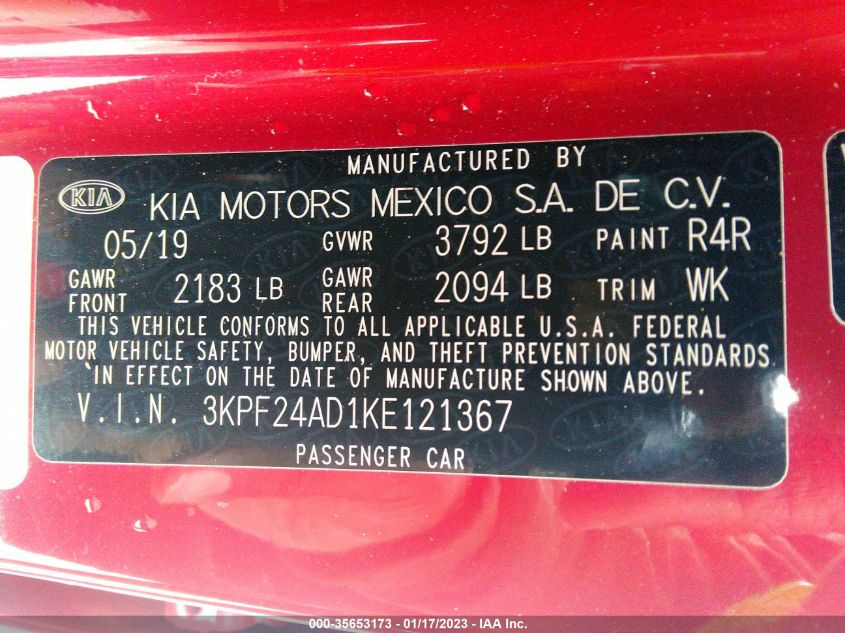 MANUFACTURED BY
KIA KIA MOTORS MEXICO S.A. DE C.V.
05/19 GVWR 3792 LB PAINT R4R
GAWR FRONT 2183 LB GAWR REAR 2094 LB TRIM WK
THIS VEHICLE CONFORMS TO ALL APPLICABLE U.S.A. FEDERAL
MOTOR VEHICLE SAFETY, BUMPER, AND THEFT PREVENTION STANDARDS
IN EFFECT ON THE DATE OF MANUFACTURE SHOWN ABOVE.
V.I.N. 3KPF24AD1KE121367
PASSENGER CAR
000-35653173 - 01/17/2023 - IAA Inc.